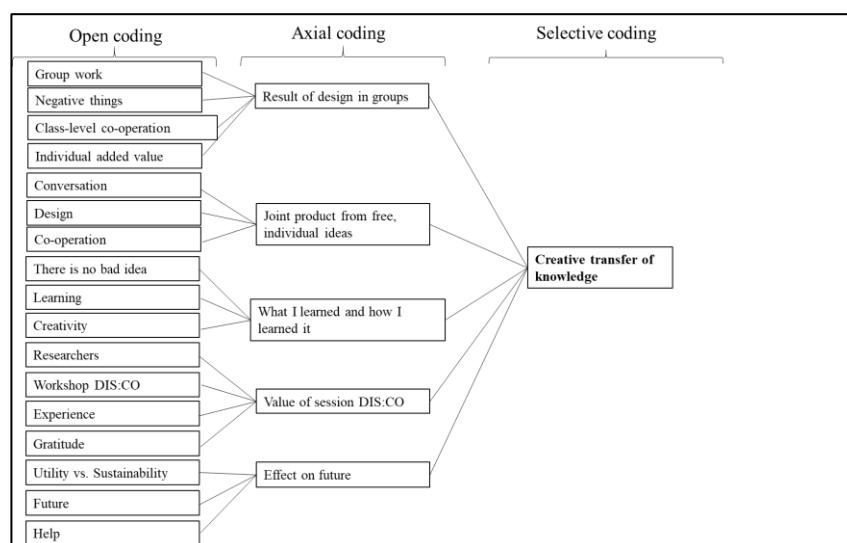 Open coding
Axial coding
Selective coding
Group work
Negative things
Class-level co-operation
Individual added value
Conversation
Design
Co-operation
There is no bad idea
Learning
Creativity
Researchers
Workshop DIS:CO
Experience
Gratitude
Utility vs. Sustainability
Future
Help
Result of design in groups
Joint product from free,
individual ideas
What I learned and how I
learned it
Value of session DIS:CO
Effect on future
Creative transfer of
knowledge